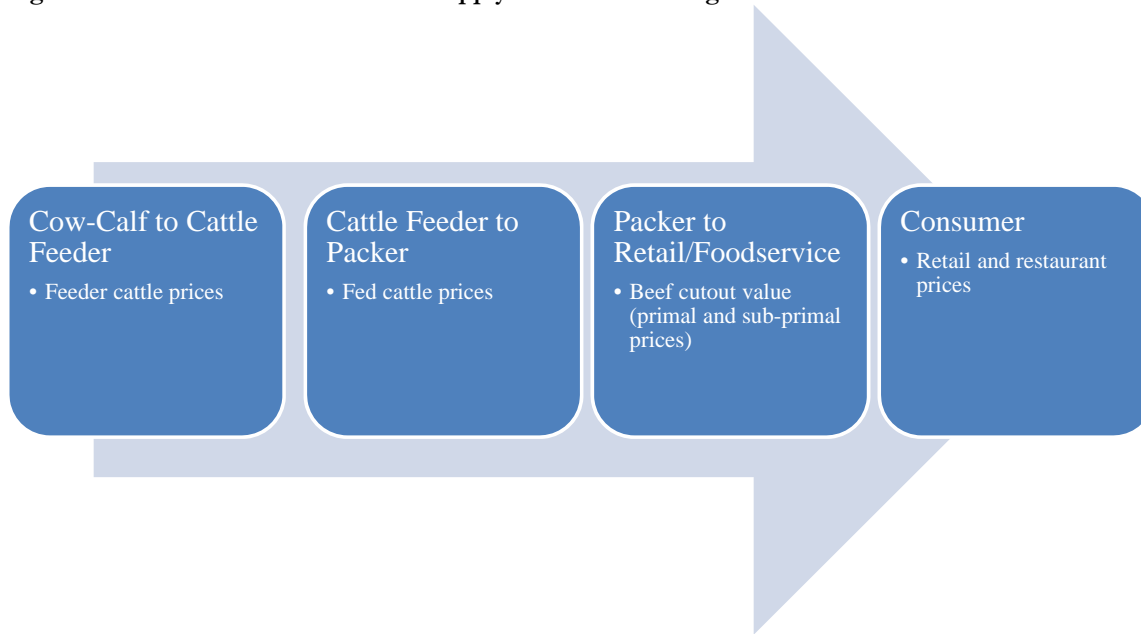 Cow-Calf to Cattle
Feeder
• Feeder cattle prices
Cattle Feeder to
Packer
• Fed cattle prices
Packer to
Retail/Foodservice
• Beef cutout value
(primal and sub-primal
prices)
Consumer
• Retail and restaurant
prices